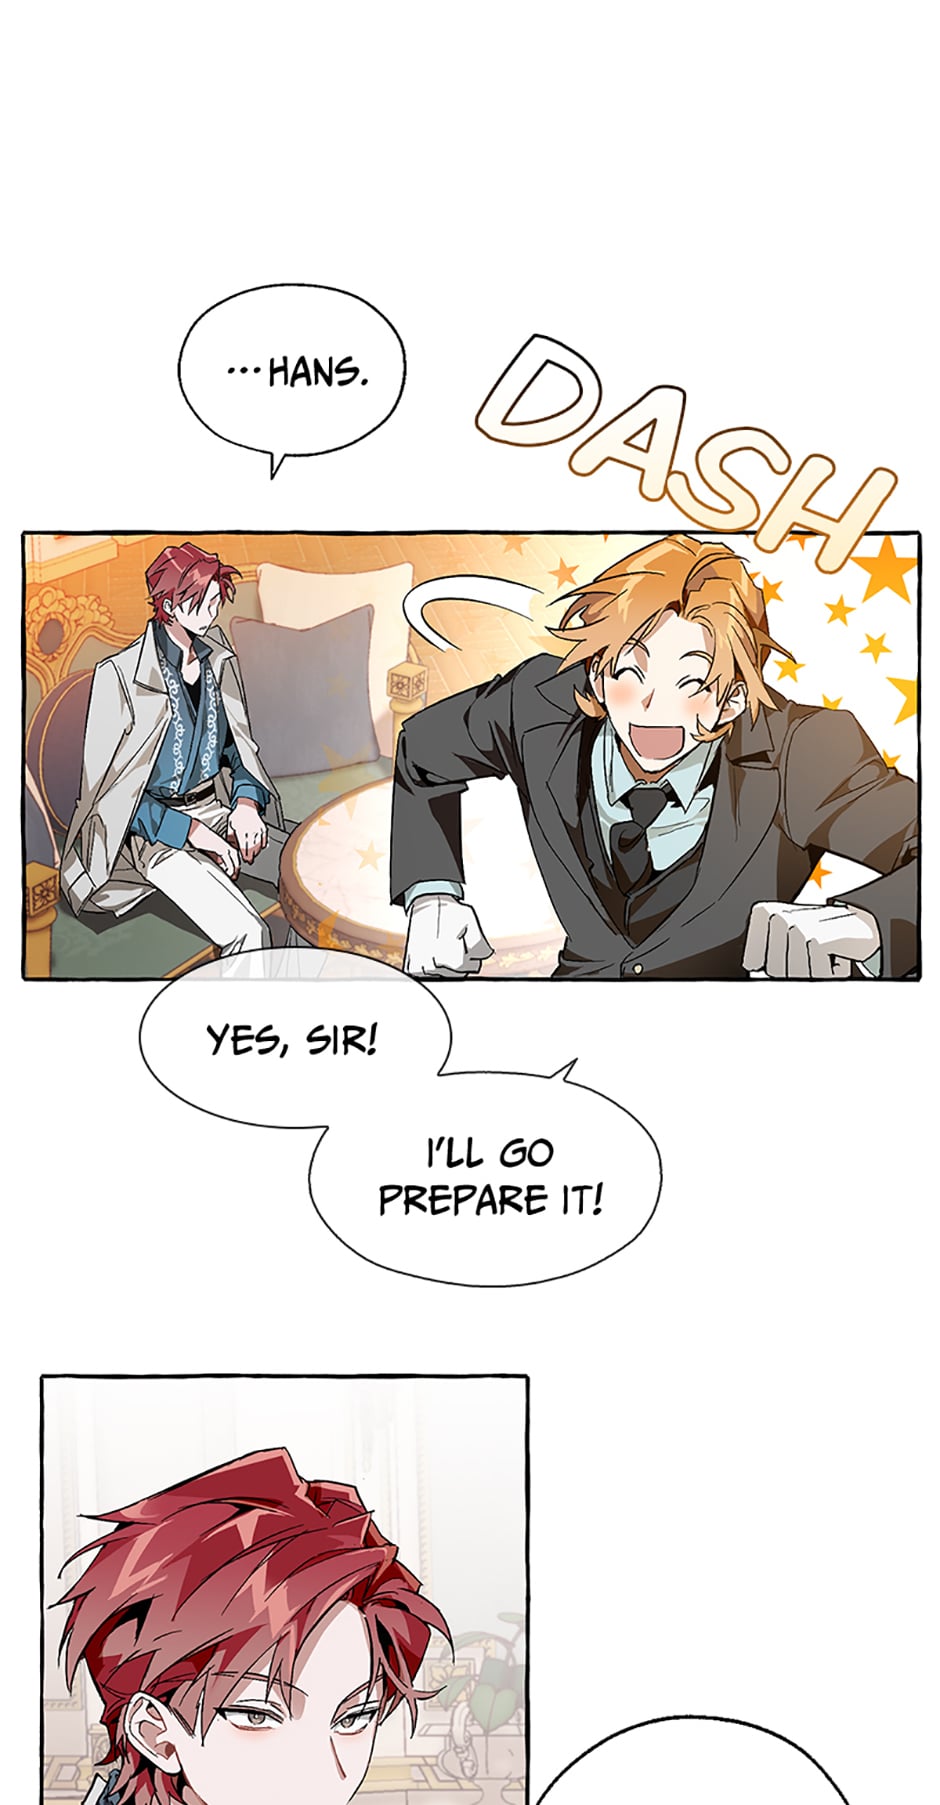 ...HANS.
DASH
YES, SIR!
I'LL GO
PREPARE IT!